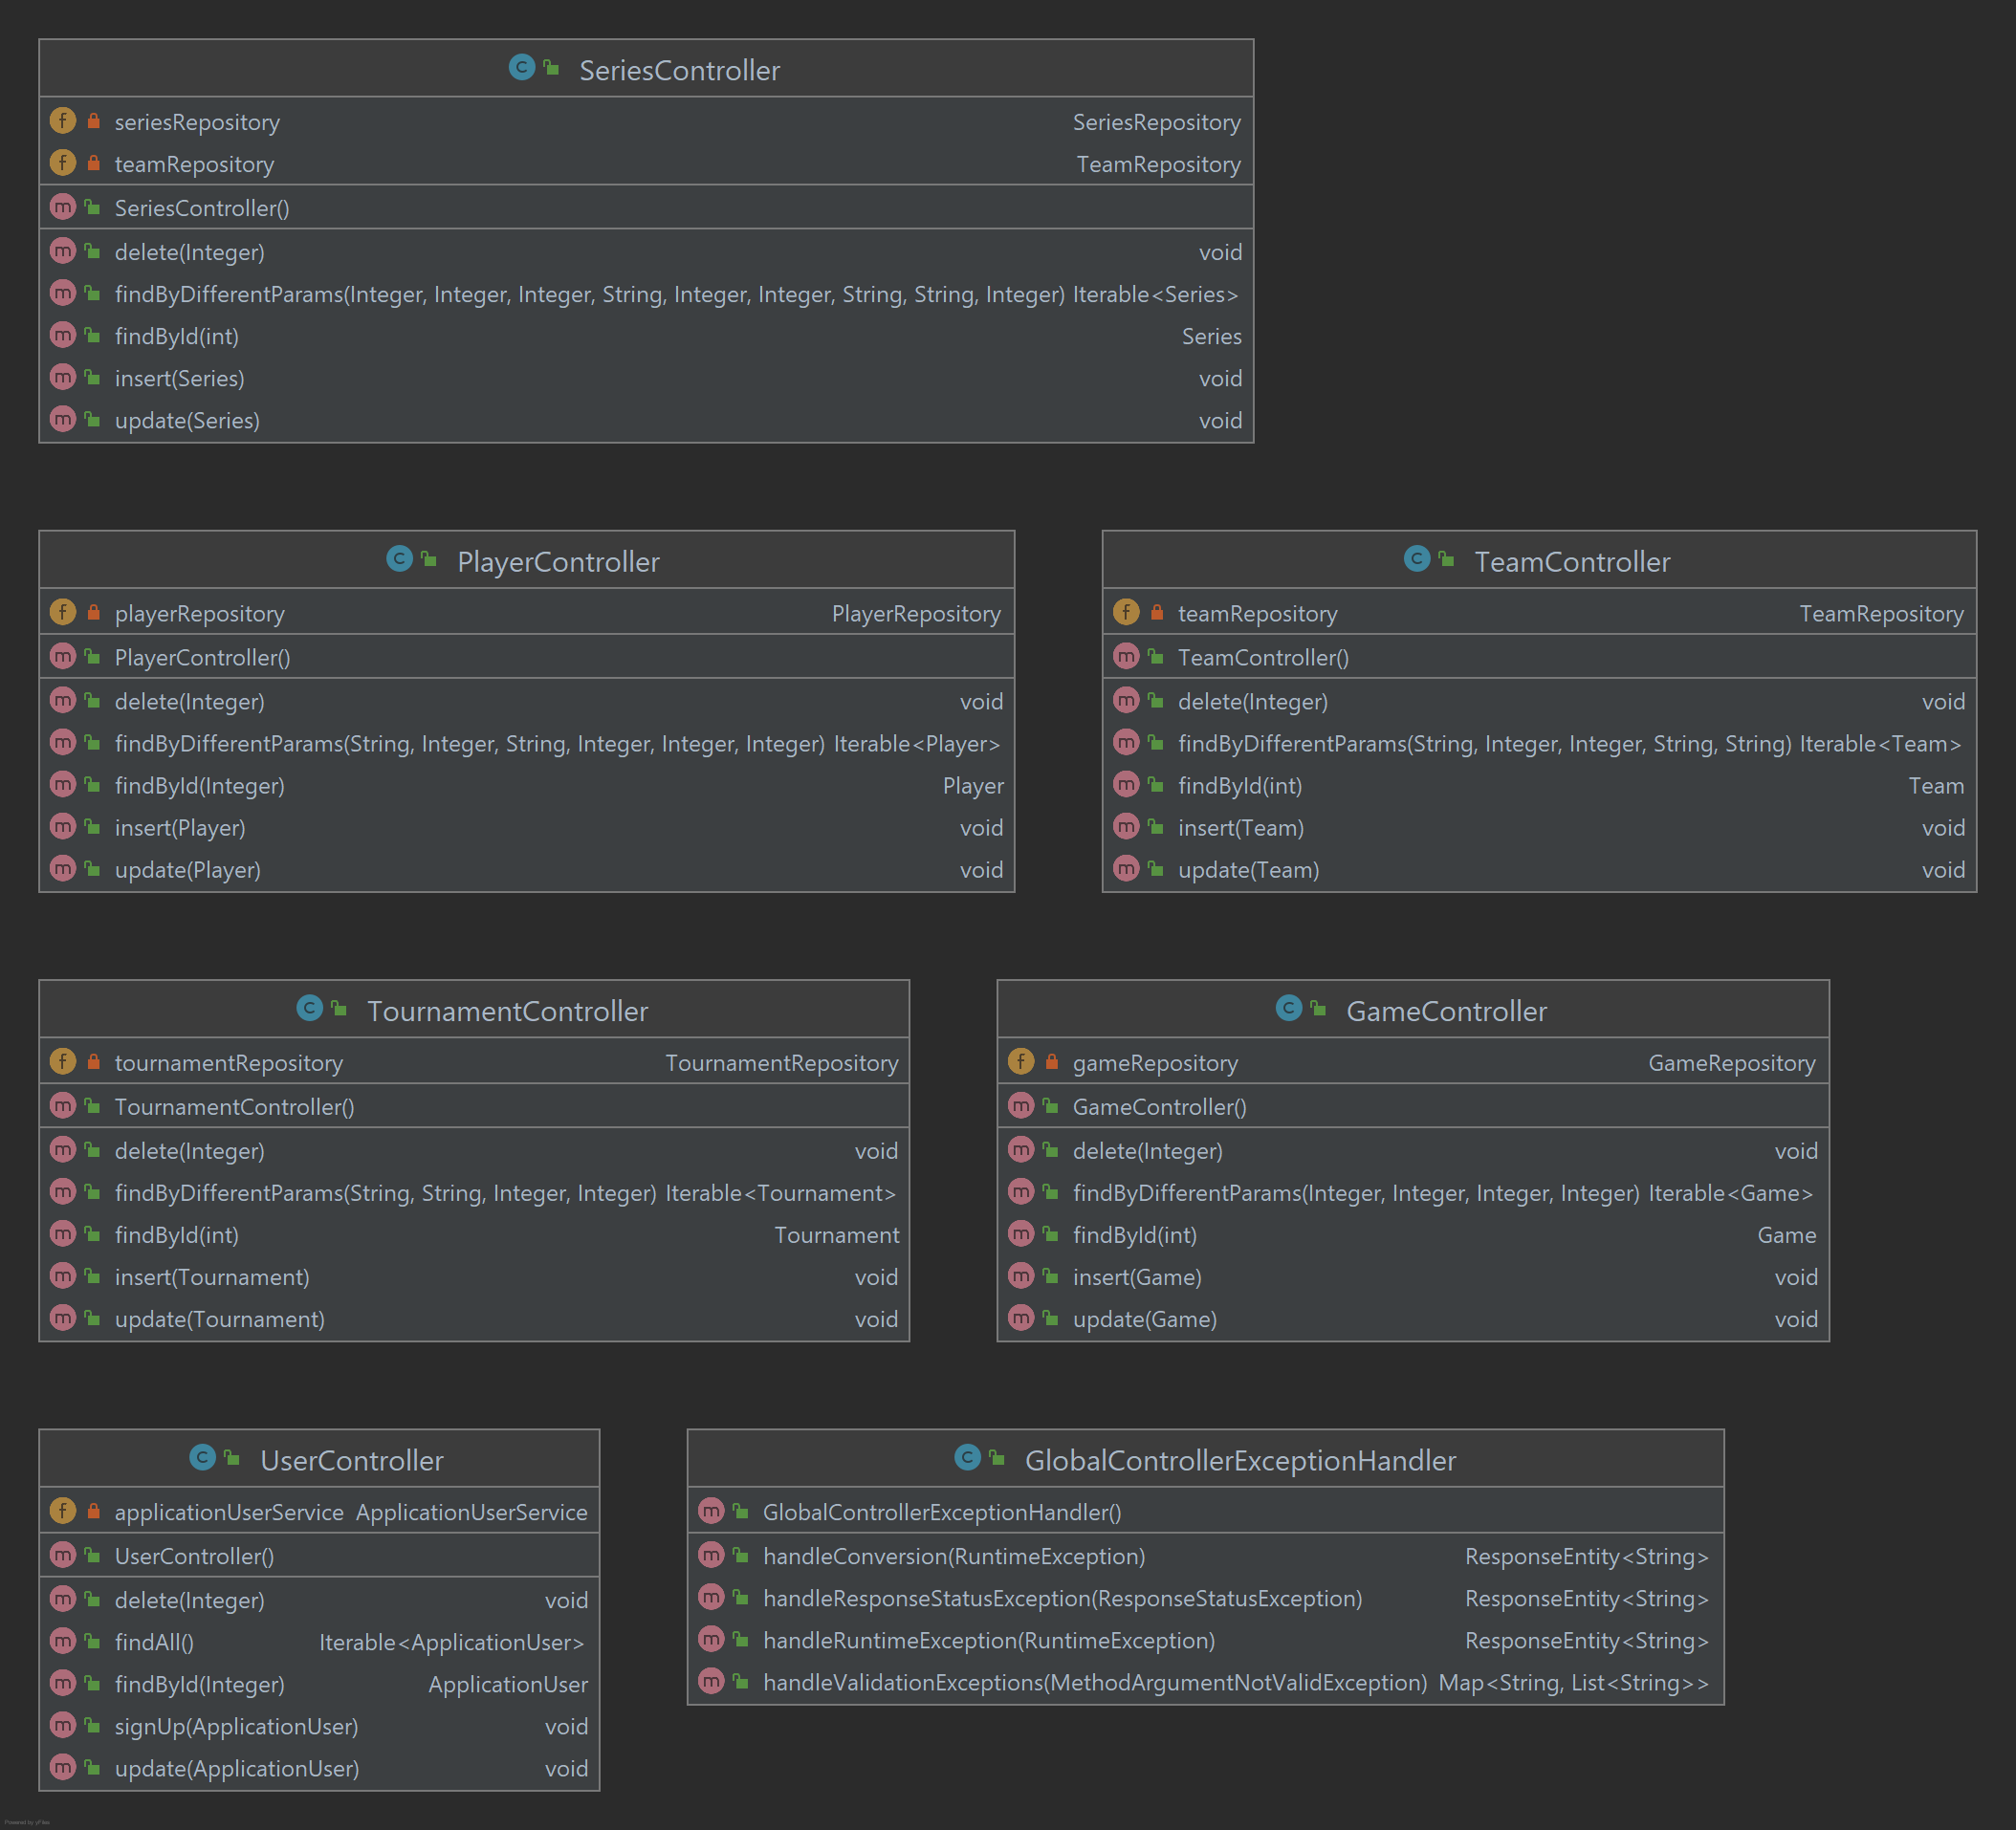 SeriesController
seriesRepository SeriesRepository
teamRepository TeamRepository
SeriesController()
delete(Integer) void
findByDifferentParams(Integer, Integer, Integer, String, Integer, Integer, String, String, Integer) Iterable<Series>
findById(int) Series
insert(Series) void
update(Series) void
PlayerController
playerRepository PlayerRepository
PlayerController()
delete(Integer) void
findByDifferentParams(String, Integer, String, Integer, Integer, Integer) Iterable<Player>
findById(Integer) Player
insert(Player) void
update(Player) void
TeamController
teamRepository TeamRepository
TeamController()
delete(Integer) void
findByDifferentParams(String, Integer, Integer, String, String) Iterable<Team>
findById(int) Team
insert(Team) void
update(Team) void
TournamentController
tournamentRepository TournamentRepository
TournamentController()
delete(Integer) void
findByDifferentParams(String, String, Integer, Integer) Iterable<Tournament>
findById(int) Tournament
insert(Tournament) void
update(Tournament) void
GameController
gameRepository GameRepository
GameController()
delete(Integer) void
findByDifferentParams(Integer, Integer, Integer, Integer) Iterable<Game>
findById(int) Game
insert(Game) void
update(Game) void
UserController
applicationUserService ApplicationUserService
UserController()
delete(Integer) void
findAll() Iterable<ApplicationUser>
findById(Integer) ApplicationUser
signUp(ApplicationUser) void
update(ApplicationUser) void
GlobalControllerExceptionHandler
GlobalControllerExceptionHandler()
handleConversion(RuntimeException) ResponseEntity<String>
handleResponseStatusException(ResponseStatusException) ResponseEntity<String>
handleRuntimeException(RuntimeException) ResponseEntity<String>
handleValidationExceptions(MethodArgumentNotValidException) Map<String, List<String>>
Powered by yFiles